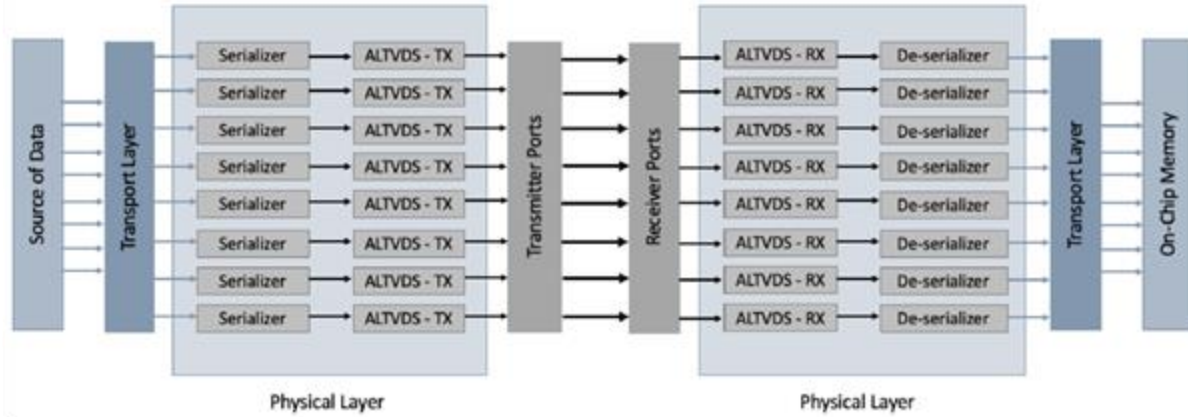 Source of Data
Transport Layer
Serializer ALTVDS - TX
Serializer ALTVDS - TX
Serializer ALTVDS - TX
Serializer ALTVDS - TX
Serializer ALTVDS - TX
Serializer ALTVDS - TX
Serializer ALTVDS - TX
Serializer ALTVDS - TX
Physical Layer
Transmitter Ports
Receiver Ports
ALTVDS - RX De-serializer
ALTVDS - RX De-serializer
ALTVDS - RX De-serializer
ALTVDS - RX De-serializer
ALTVDS - RX De-serializer
ALTVDS - RX De-serializer
ALTVDS - RX De-serializer
ALTVDS - RX De-serializer
Physical Layer
Transport Layer
On-Chip Memory